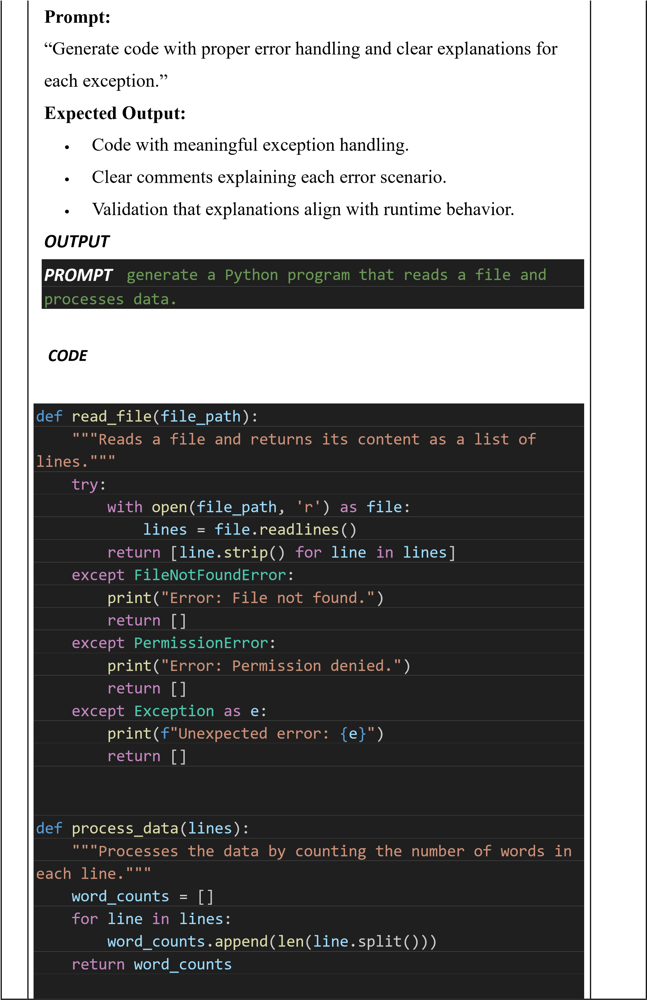 Prompt:
“Generate code with proper error handling and clear explanations for
each exception.”
Expected Output:
• Code with meaningful exception handling.
• Clear comments explaining each error scenario.
• Validation that explanations align with runtime behavior.
OUTPUT
PROMPT generate a Python program that reads a file and
processes data.
CODE
def read_file(file_path):
    """Reads a file and returns its content as a list of
lines."""
    try:
        with open(file_path, 'r') as file:
            lines = file.readlines()
        return [line.strip() for line in lines]
    except FileNotFoundError:
        print("Error: File not found.")
        return []
    except PermissionError:
        print("Error: Permission denied.")
        return []
    except Exception as e:
        print(f"Unexpected error: {e}")
        return []
def process_data(lines):
    """Processes the data by counting the number of words in
each line."""
    word_counts = []
    for line in lines:
        word_counts.append(len(line.split()))
    return word_counts